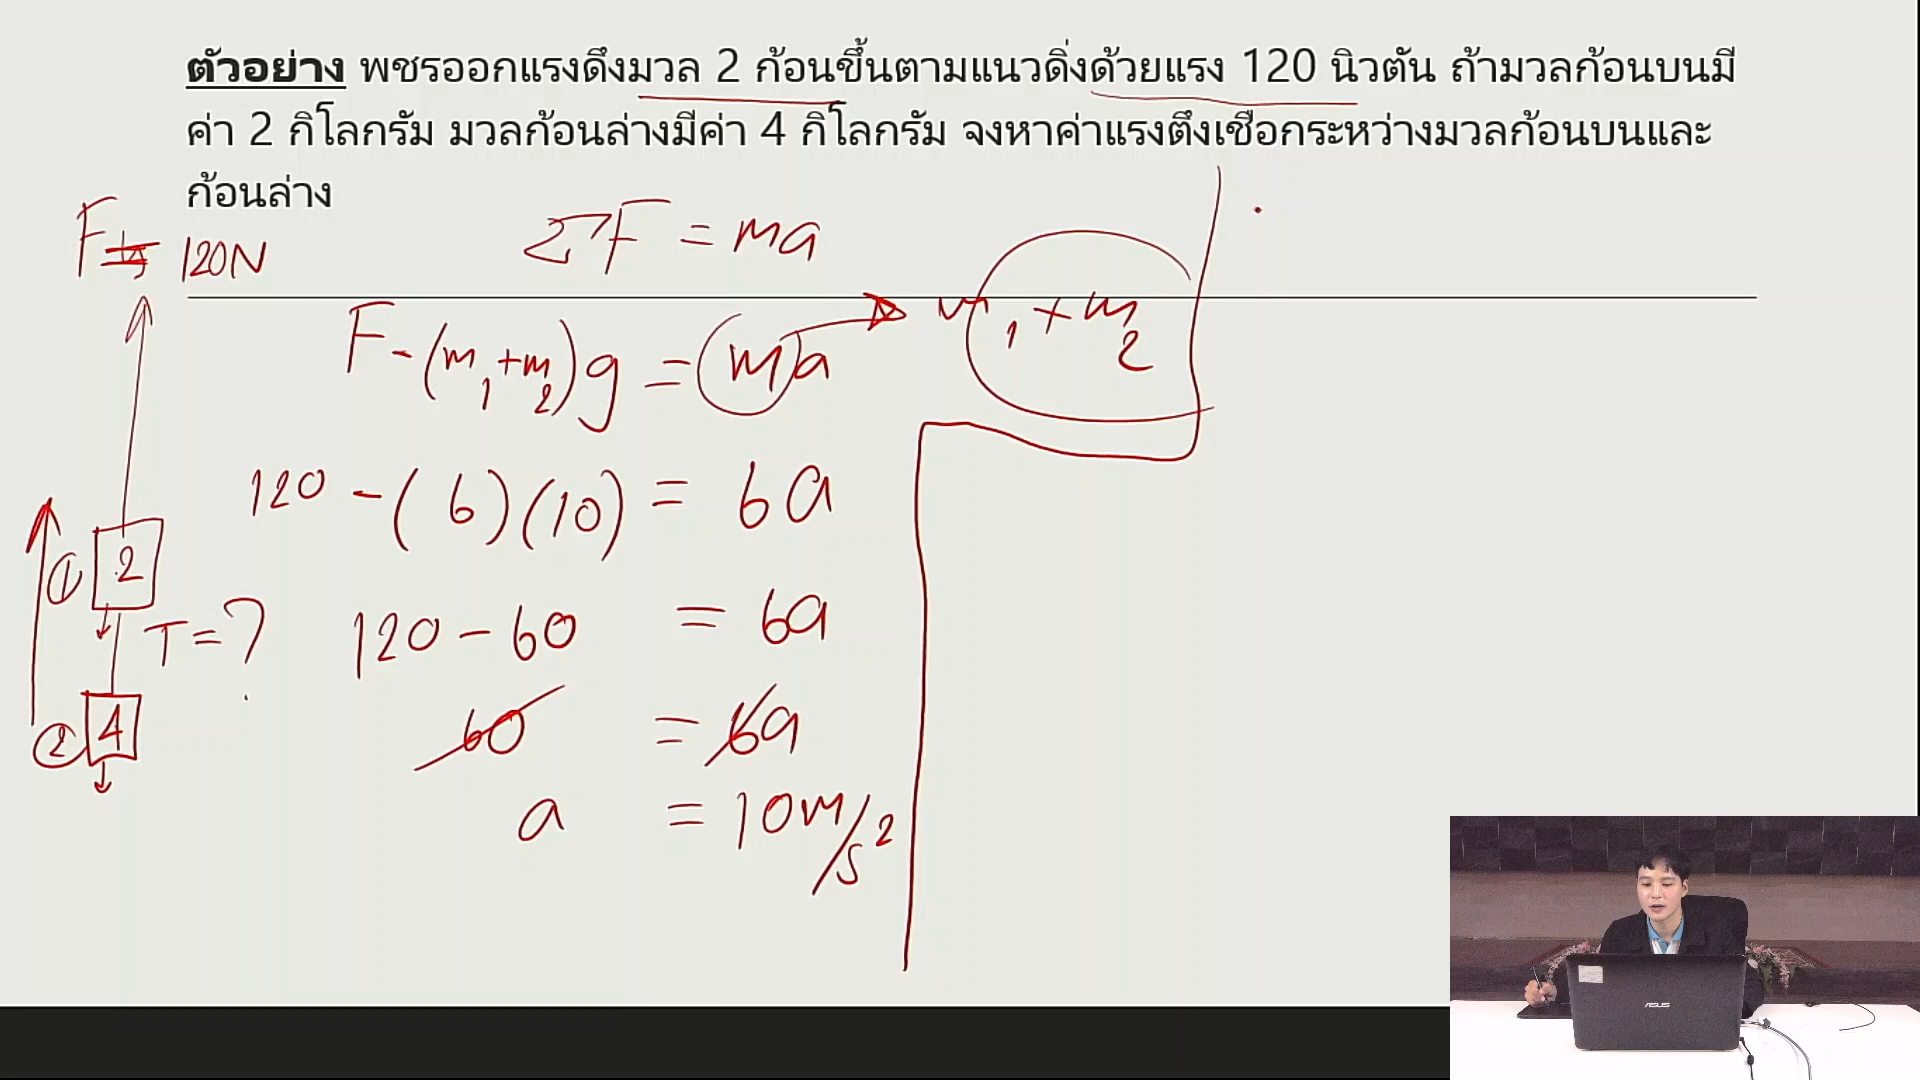 ตัวอย่าง พชรออกแรงดึงมวล 2 ก้อนขึ้นตามแนวดิ่งด้วยแรง 120 นิวตัน ถ้ามวลก้อนบนมี
ค่า 2 กิโลกรัม มวลก้อนล่างมีค่า 4 กิโลกรัม จงหาค่าแรงตึงเชือกระหว่างมวลก้อนบนและ
ก้อนล่าง
F = 120N
ΣF = ma
F - (m₁ + m₂)g = ma → m₁ + m₂
120 - (6)(10) = 6a
① 2
T = ?
120 - 60 = 6a
② 4
60 = 6a
a = 10 m/s²
ASUS